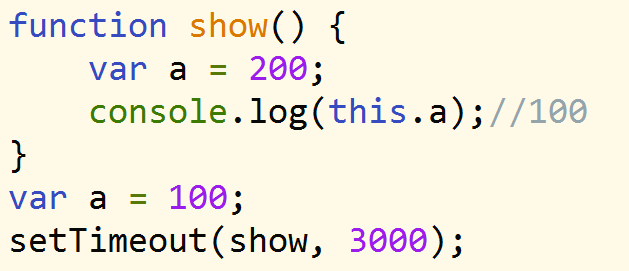 function show() {
    var a = 200;
    console.log(this.a);//100
}
var a = 100;
setTimeout(show, 3000);